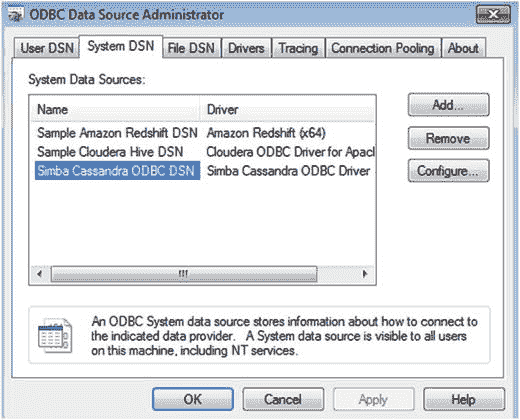 ODBC Data Source Administrator
User DSN System DSN File DSN Drivers Tracing Connection Pooling About
System Data Sources:
Name Driver
Sample Amazon Redshift DSN Amazon Redshift (x64)
Sample Cloudera Hive DSN Cloudera ODBC Driver for Apac
Simba Cassandra ODBC DSN Simba Cassandra ODBC Driver
Add...
Remove
Configure...
An ODBC System data source stores information about how to connect to
the indicated data provider. A System data source is visible to all users
on this machine, including NT services.
OK Cancel Apply Help